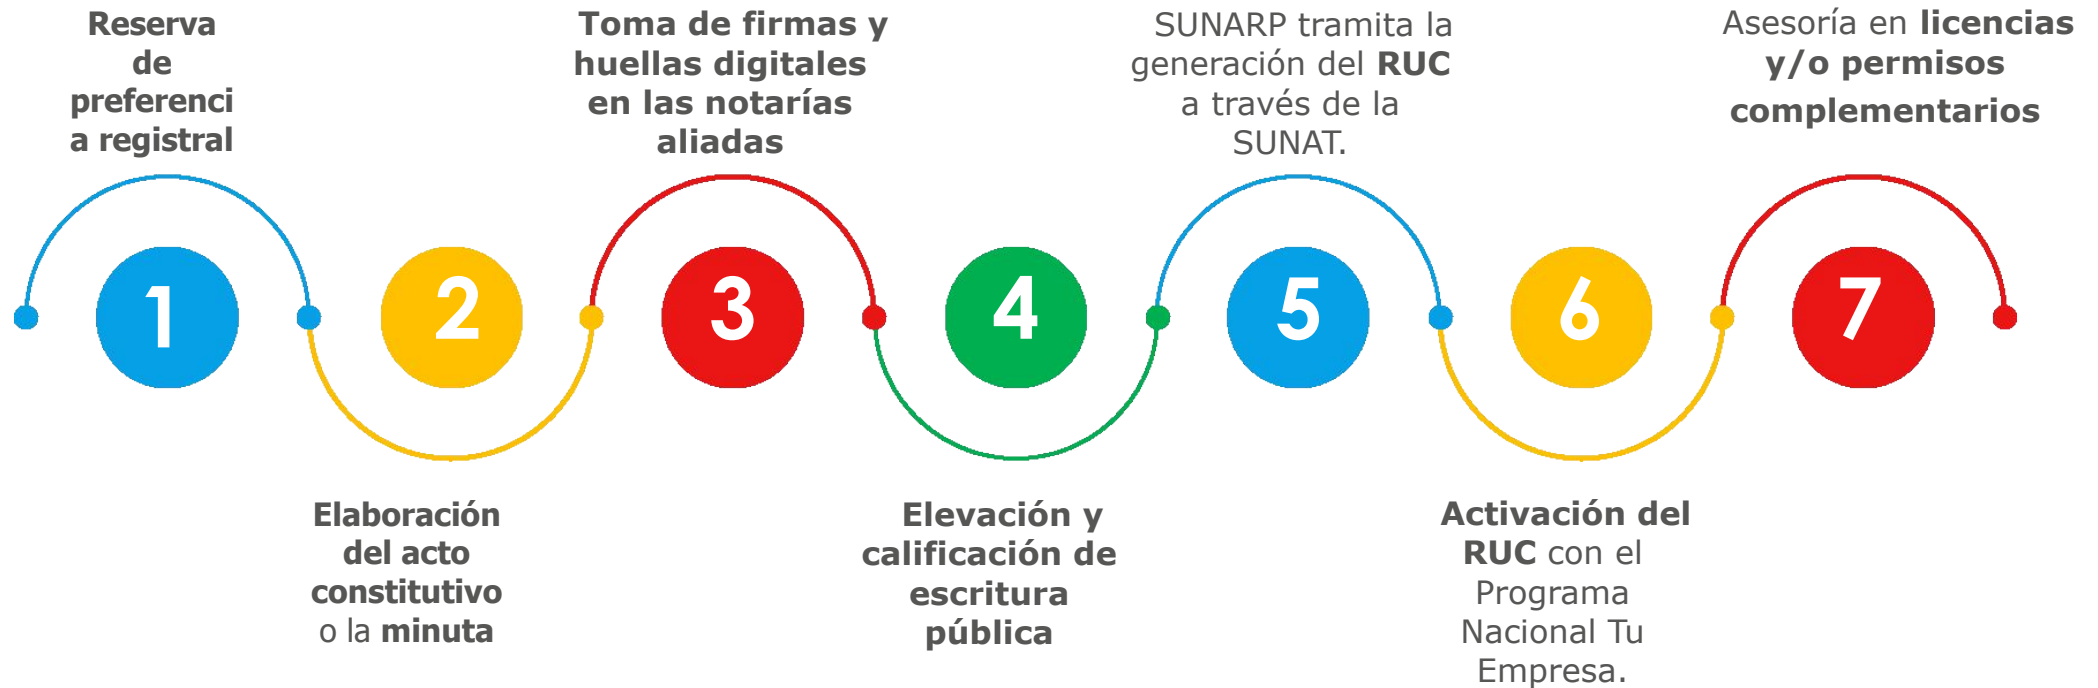 Reserva
de
preferenci
a registral
1
Elaboración
del acto
constitutivo
o la minuta
2
Toma de firmas y
huellas digitales
en las notarías
aliadas
3
Elevación y
calificación de
escritura
pública
4
SUNARP tramita la
generación del RUC
a través de la
SUNAT.
5
Activación del
RUC con el
Programa
Nacional Tu
Empresa.
6
Asesoría en licencias
y/o permisos
complementarios
7